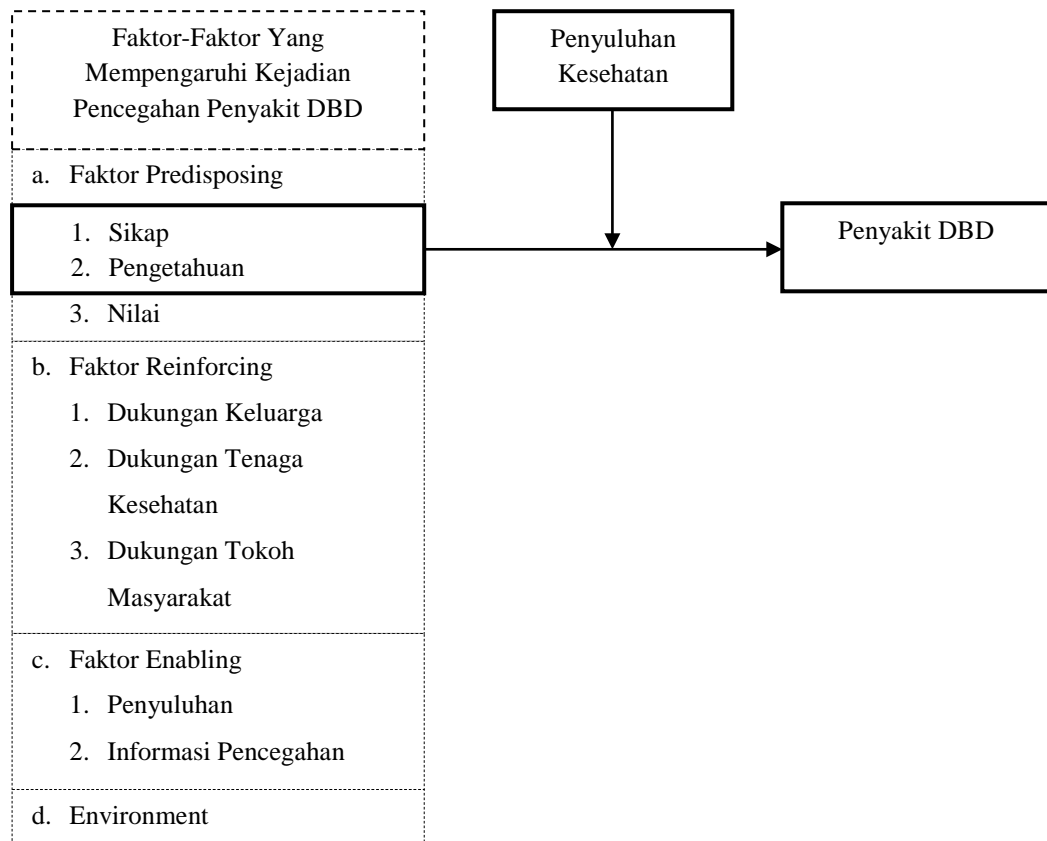 Faktor-Faktor Yang
Mempengaruhi Kejadian
Pencegahan Penyakit DBD
a. Faktor Predisposing
1. Sikap
2. Pengetahuan
3. Nilai
b. Faktor Reinforcing
1. Dukungan Keluarga
2. Dukungan Tenaga
Kesehatan
3. Dukungan Tokoh
Masyarakat
c. Faktor Enabling
1. Penyuluhan
2. Informasi Pencegahan
d. Environment
Penyuluhan
Kesehatan
Penyakit DBD